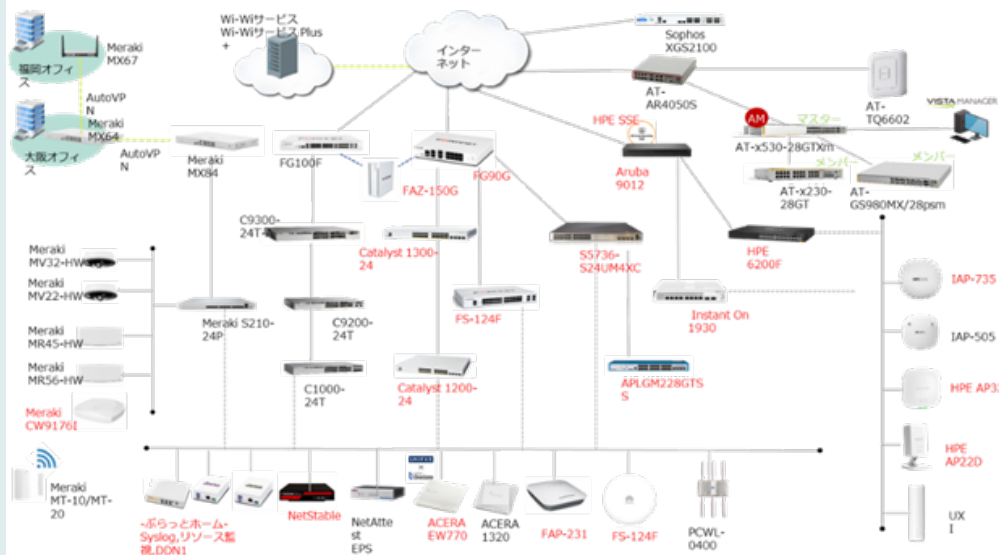 福岡オフィ
ス
Meraki
MX67
AutoVP
N
Meraki
MX64
大阪オフィ
ス
AutoVP
N
Meraki
MX84
Wi-Wiサービス
Wi-Wiサービス Plus
+
インター
ネット
Sophos
XGS2100
AT-
AR4050S
AT-
TQ6602
VISTA MANAGER
AM
マスター
AT-x530-28GTXm
メンバー
メンバー
AT-x230-
28GT
AT-
GS980MX/28psm
HPE SSE
Aruba
9012
FG100F
FAZ-150G
FG90G
C9300-
24T-
Catalyst 1300-
24
S5736-
S24UM4XC
HPE
6200F
Meraki
MV32-HW
Meraki
MV22-HW
Meraki
MR45-HW
Meraki
MR56-HW
Meraki
CW9176I
Meraki S210-
24P
C9200-
24T
FS-124F
Instant On
1930
C1000-
24T
Catalyst 1200-
24
APLGM228GTS
S
IAP-735
IAP-505
HPE AP3
HPE
AP22D
UX
I
Meraki
MT-10/MT-
20
-ぷらっとホーム-
Syslog,リソース監
視,DDN1
NetStable
NetAtte
st
EPS
ACERA
EW770
ACERA
1320
FAP-231
FS-124F
PCWL-
0400